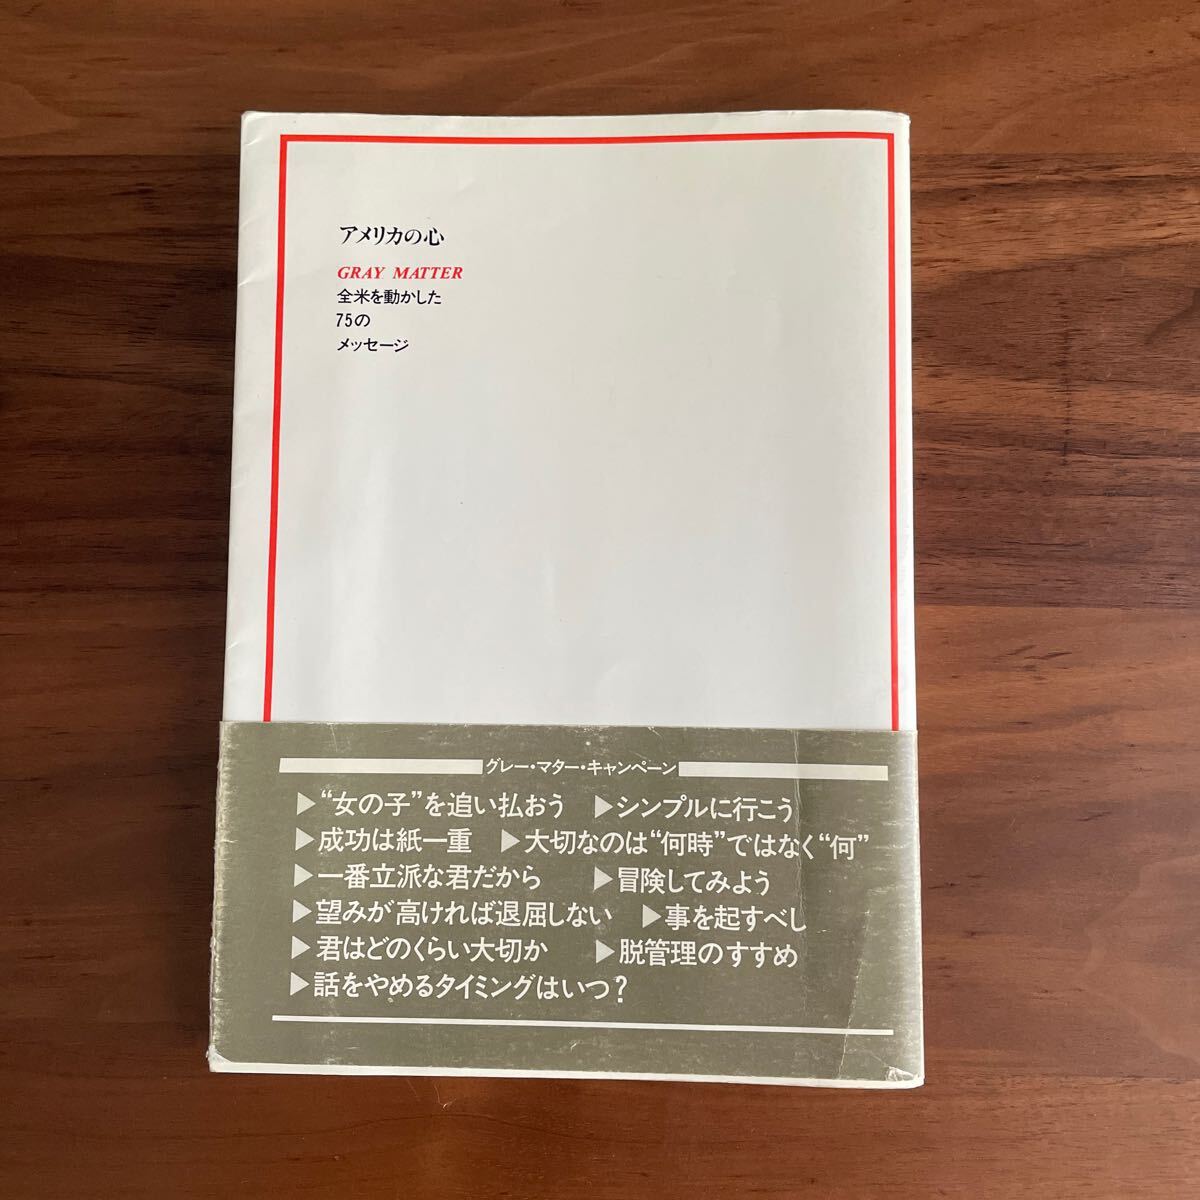 アメリカの心
GRAY MATTER
全米を動かした
75の
メッセージ
グレー・マター・キャンペーン
▶“女の子”を追い払おう ▶シンプルに行こう
▶成功は紙一重 ▶大切なのは“何時”ではなく“何”
▶一番立派な君だから ▶冒険してみよう
▶望みが高ければ退屈しない ▶事を起すべし
▶君はどのくらい大切か ▶脱管理のすすめ
▶話をやめるタイミングはいつ？